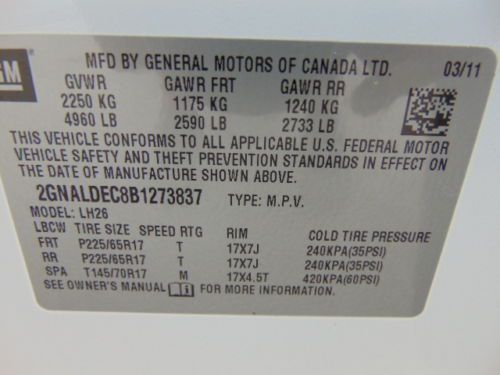 GM
MFD BY GENERAL MOTORS OF CANADA LTD. 03/11
GVWR GAWR FRT GAWR RR
2250 KG 1175 KG 1240 KG
4960 LB 2590 LB 2733 LB
THIS VEHICLE CONFORMS TO ALL APPLICABLE U.S. FEDERAL MOTOR
VEHICLE SAFETY AND THEFT PREVENTION STANDARDS IN EFFECT ON
THE DATE OF MANUFACTURE SHOWN ABOVE.
2GNALDEC8B1273837 TYPE: M.P.V.
MODEL: LH26
LBCW TIRE SIZE SPEED RTG RIM COLD TIRE PRESSURE
FRT P225/65R17 T 17X7J 240KPA(35PSI)
RR P225/65R17 T 17X7J 240KPA(35PSI)
SPA T145/70R17 M 17X4.5T 420KPA(60PSI)
SEE OWNER'S MANUAL FOR MORE INFORMATION.